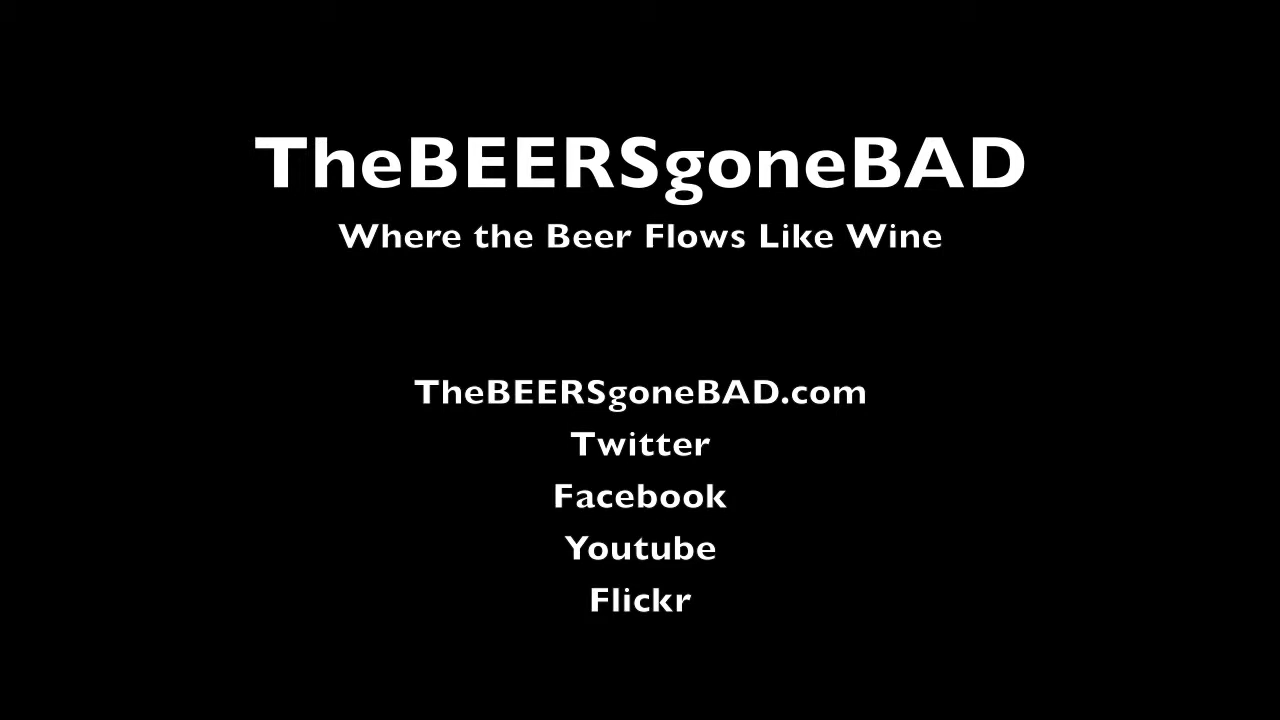 TheBEERSgoneBAD
Where the Beer Flows Like Wine
TheBEERSgoneBAD.com
Twitter
Facebook
Youtube
Flickr